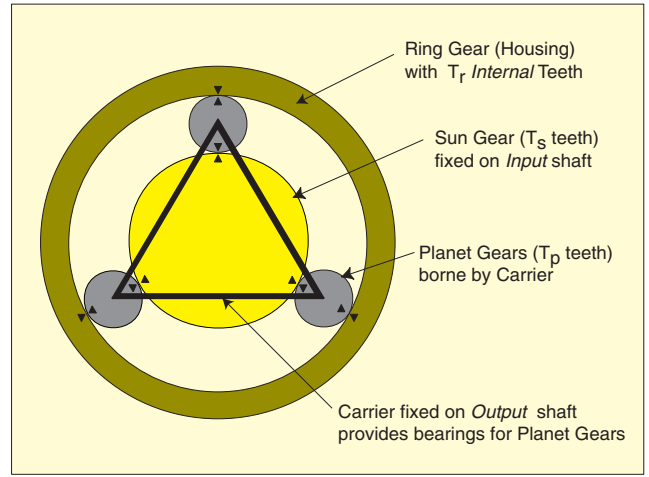 Ring Gear (Housing)
with Tr Internal Teeth
Sun Gear (Ts teeth)
fixed on Input shaft
Planet Gears (Tp teeth)
borne by Carrier
Carrier fixed on Output shaft
provides bearings for Planet Gears